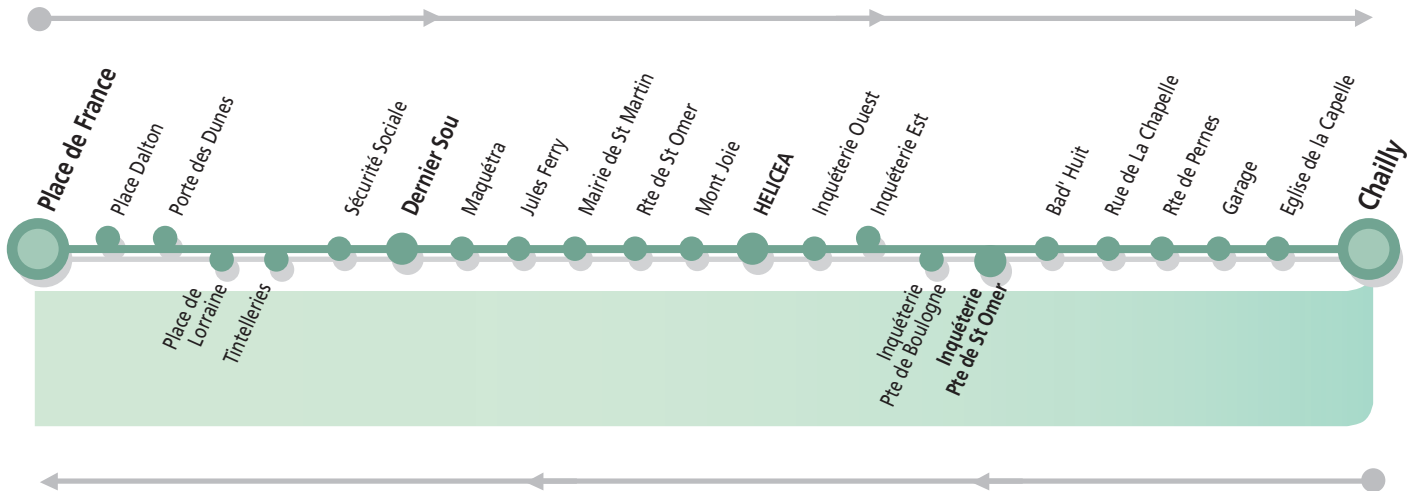 Place de France
Place Dalton
Porte des Dunes
Place de
Lorraine
Tintelleries
Sécurité Sociale
Dernier Sou
Maquétra
Jules Ferry
Mairie de St Martin
Rte de St Omer
Mont Joie
HELICEA
Inquéterie Ouest
Inquéterie Est
Inquéterie
Pte de Boulogne
Inquéterie
Pte de St Omer
Bad' Huit
Rue de La Chapelle
Rte de Pernes
Garage
Eglise de la Capelle
Chailly